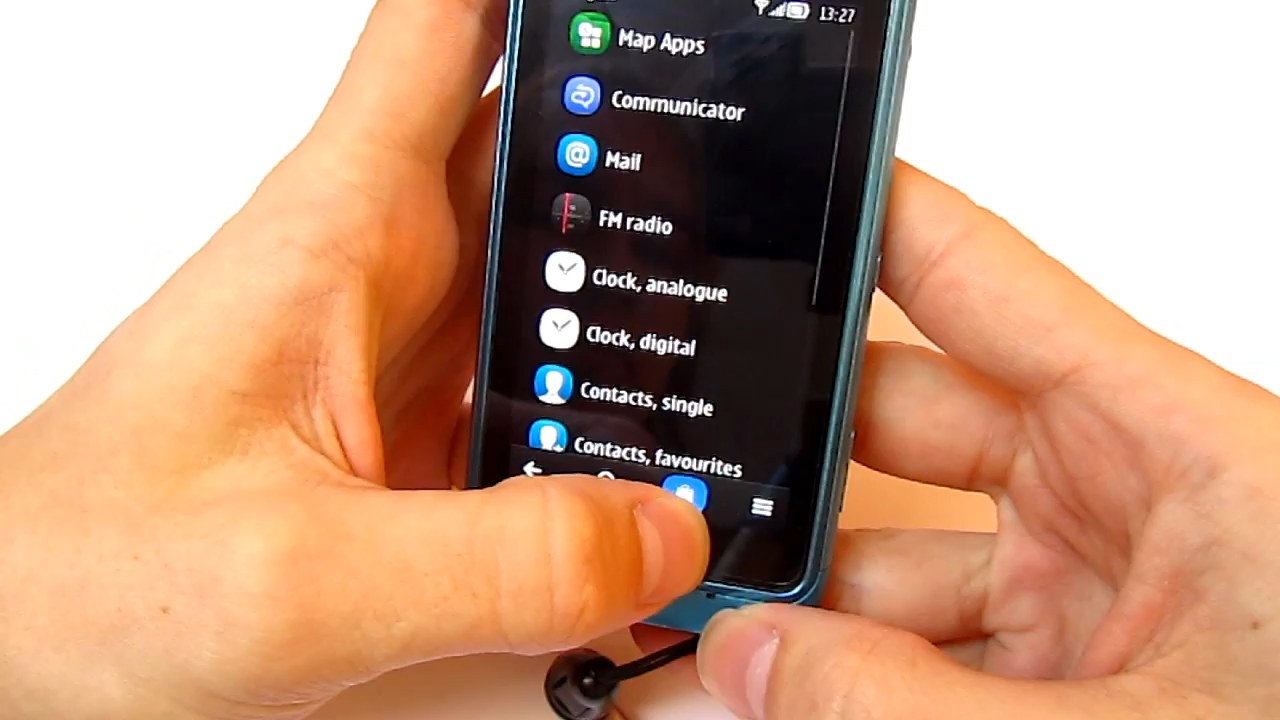 13:27
Map Apps
Communicator
Mail
FM radio
Clock, analogue
Clock, digital
Contacts, single
Contacts, favourites